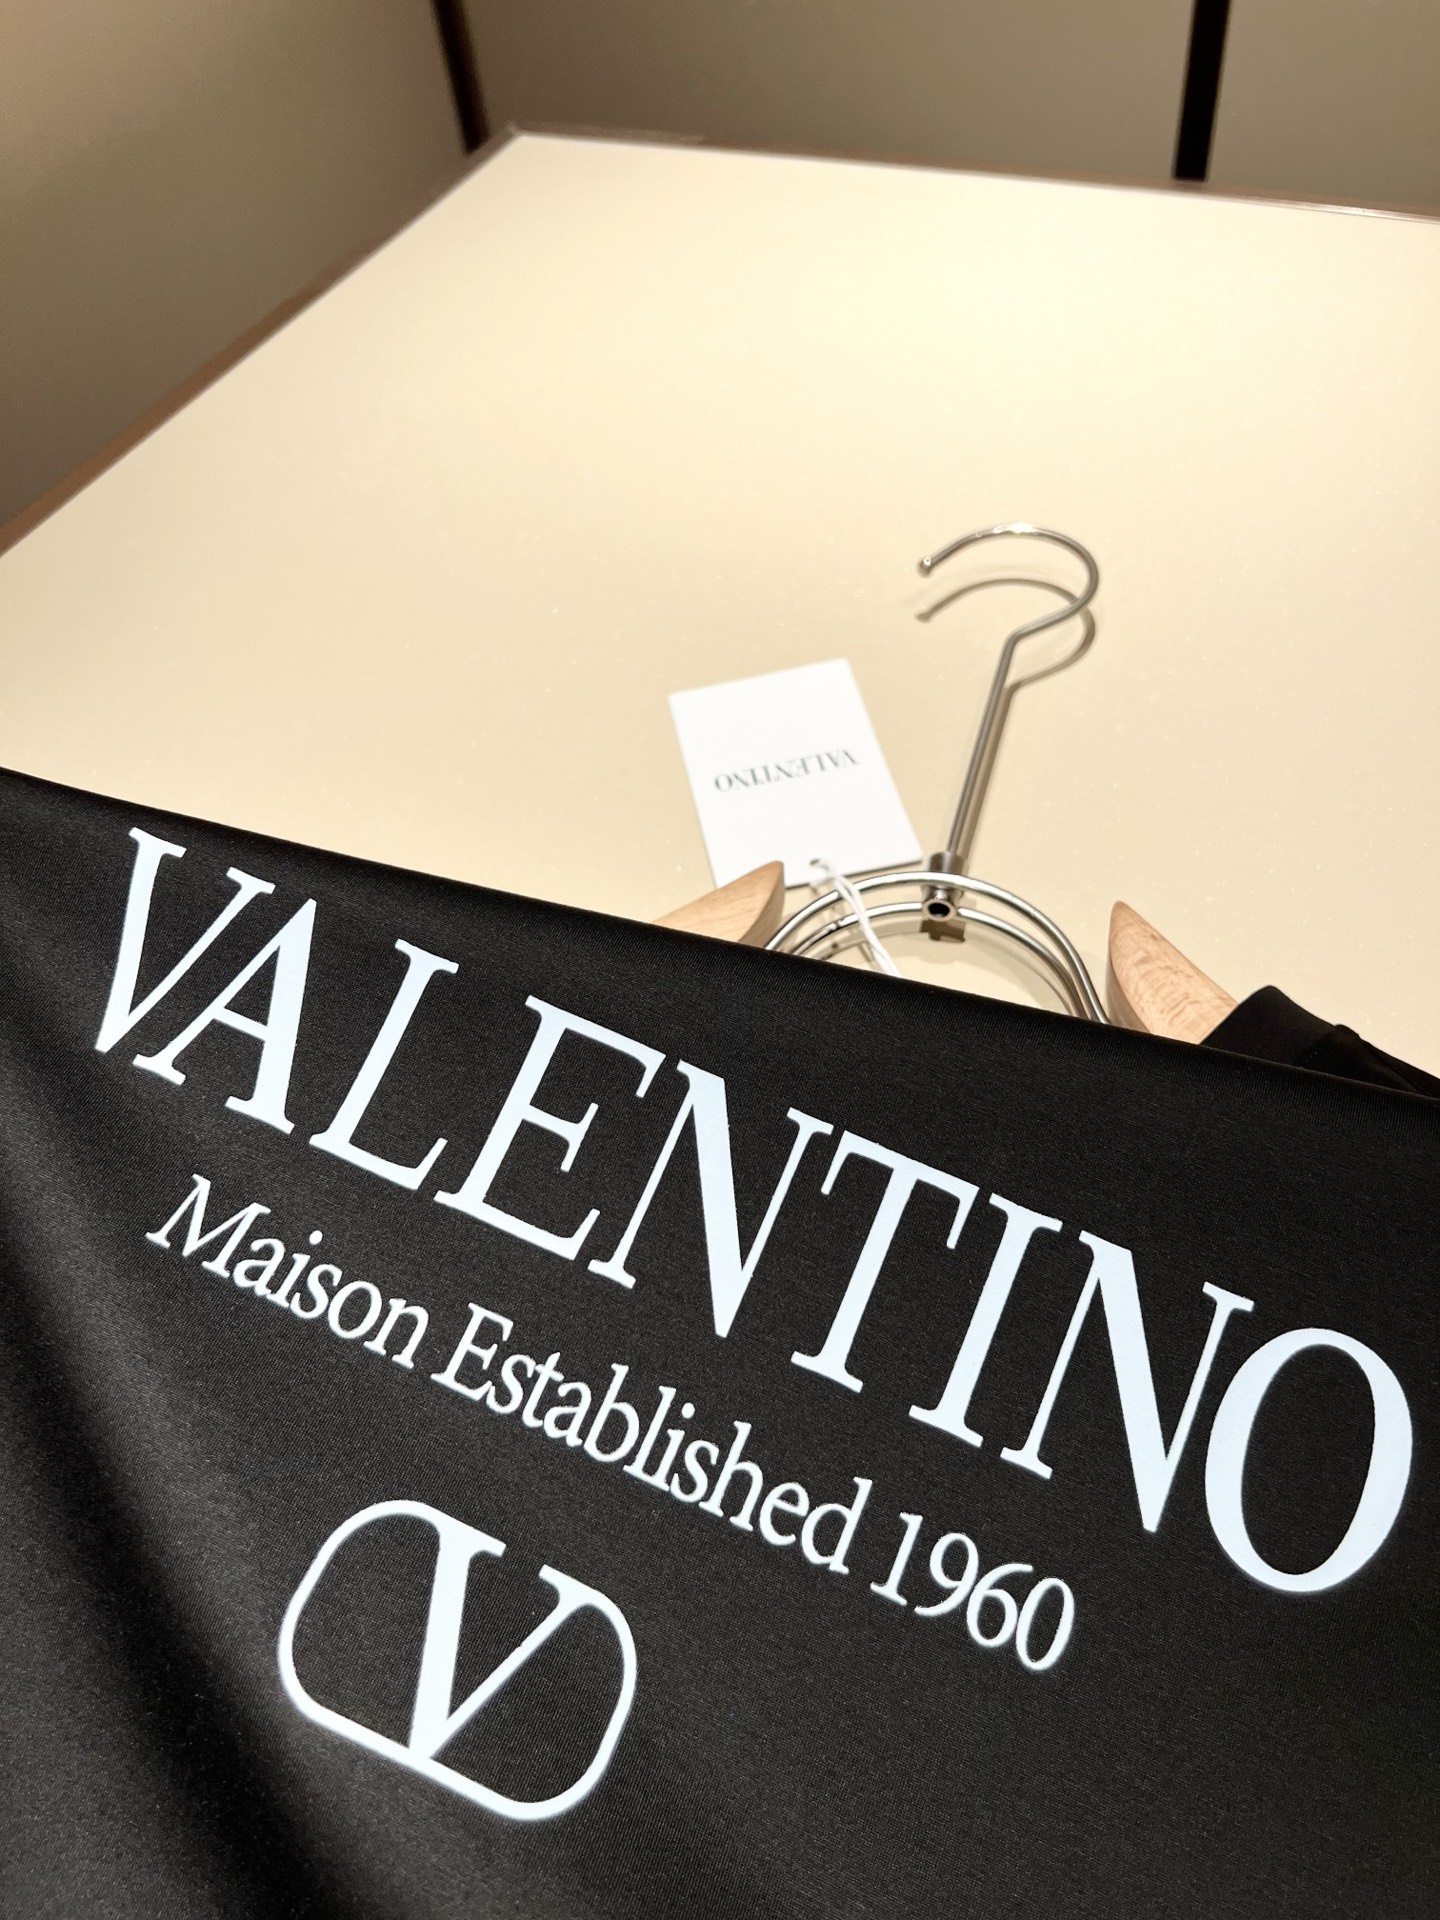 VALENTINO
VALENTINO
Maison Established 1960
V